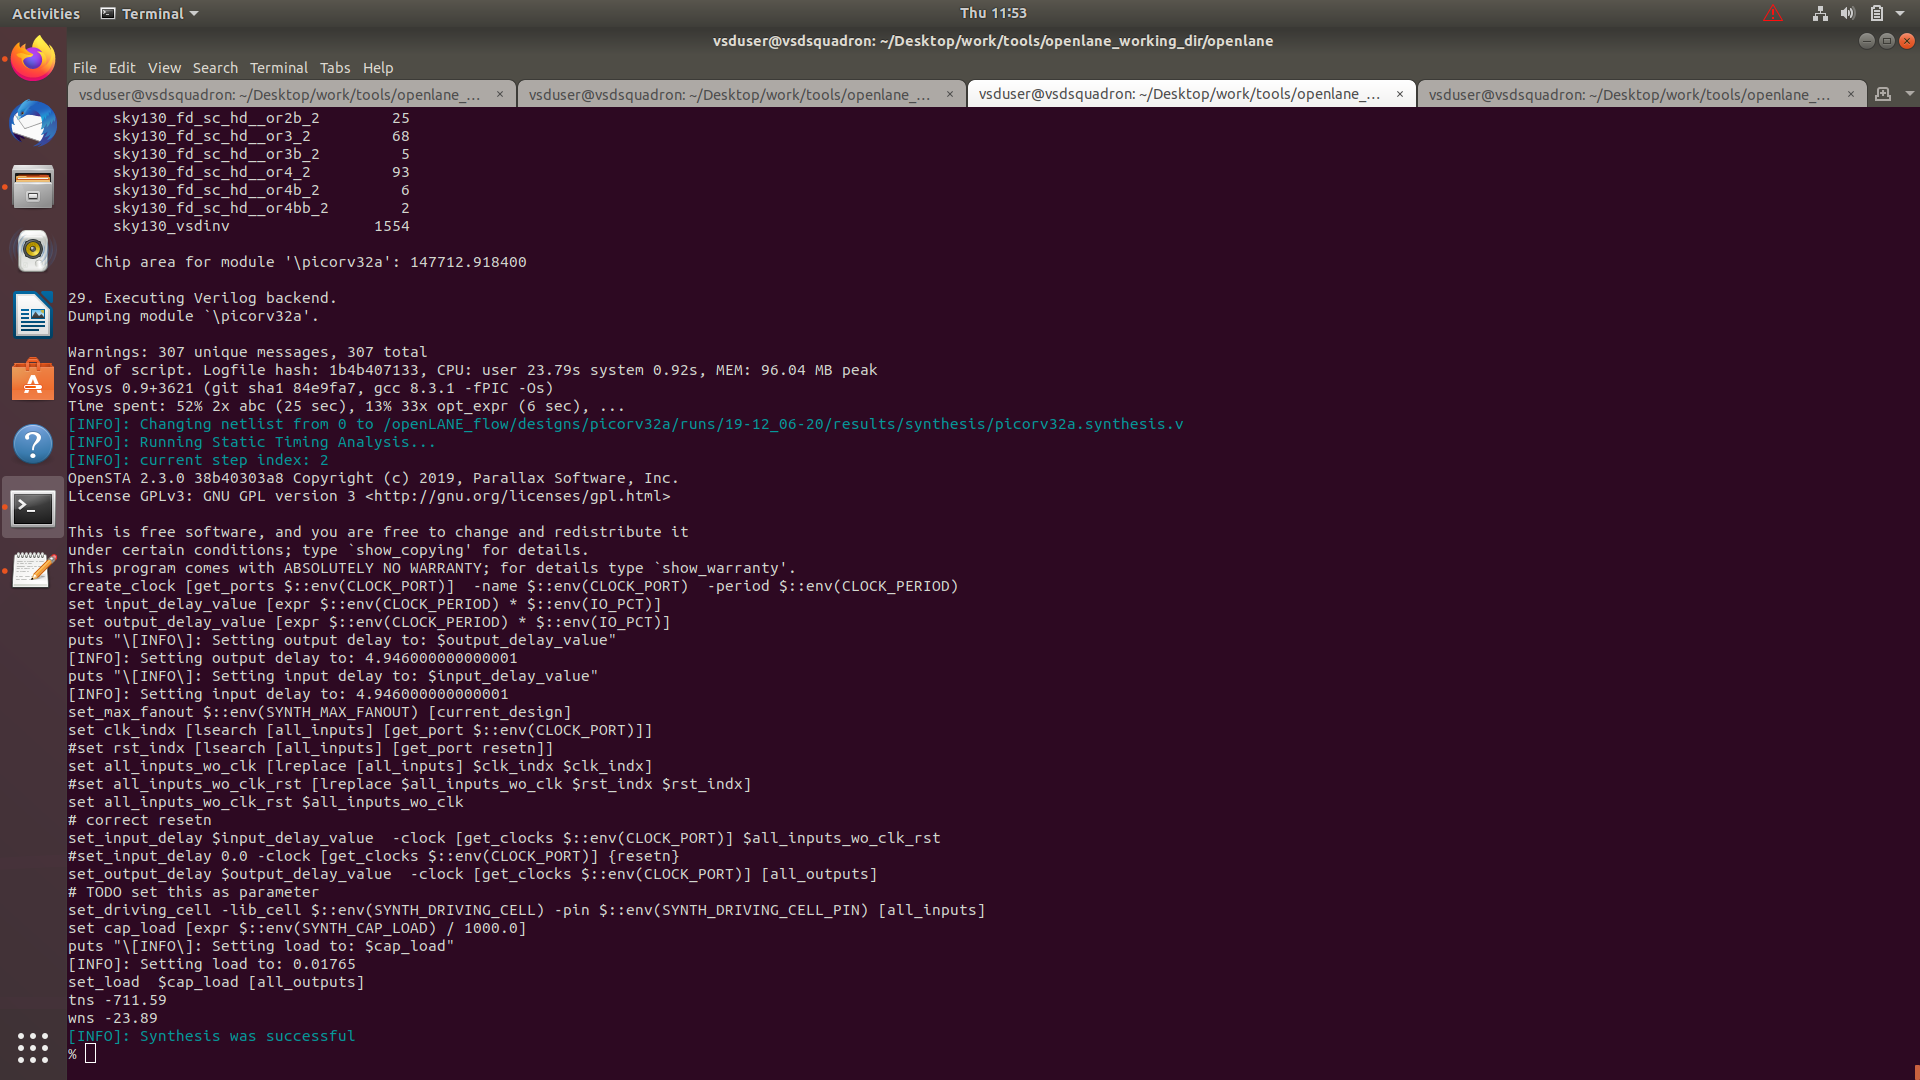 Activities
Terminal
Thu 11:53
vsduser@vsdsquadron: ~/Desktop/work/tools/openlane_working_dir/openlane
File Edit View Search Terminal Tabs Help
vsduser@vsdsquadron: ~/Desktop/work/tools/openlane_...
vsduser@vsdsquadron: ~/Desktop/work/tools/openlane_...
vsduser@vsdsquadron: ~/Desktop/work/tools/openlane_...
vsduser@vsdsquadron: ~/Desktop/work/tools/openlane_...
sky130_fd_sc_hd__or2b_2 25
sky130_fd_sc_hd__or3_2 68
sky130_fd_sc_hd__or3b_2 5
sky130_fd_sc_hd__or4_2 93
sky130_fd_sc_hd__or4b_2 6
sky130_fd_sc_hd__or4bb_2 2
sky130_vsdinv 1554
Chip area for module '\picorv32a': 147712.918400
29. Executing Verilog backend.
Dumping module `\picorv32a'.
Warnings: 307 unique messages, 307 total
End of script. Logfile hash: 1b4b407133, CPU: user 23.79s system 0.92s, MEM: 96.04 MB peak
Yosys 0.9+3621 (git sha1 84e9fa7, gcc 8.3.1 -fPIC -Os)
Time spent: 52% 2x abc (25 sec), 13% 33x opt_expr (6 sec), ...
[INFO]: Changing netlist from 0 to /openLANE_flow/designs/picorv32a/runs/19-12_06-20/results/synthesis/picorv32a.synthesis.v
[INFO]: Running Static Timing Analysis...
[INFO]: current step index: 2
OpenSTA 2.3.0 38b40303a8 Copyright (c) 2019, Parallax Software, Inc.
License GPLv3: GNU GPL version 3 <http://gnu.org/licenses/gpl.html>
This is free software, and you are free to change and redistribute it
under certain conditions; type `show_copying' for details.
This program comes with ABSOLUTELY NO WARRANTY; for details type `show_warranty'.
create_clock [get_ports $::env(CLOCK_PORT)]  -name $::env(CLOCK_PORT)  -period $::env(CLOCK_PERIOD)
set input_delay_value [expr $::env(CLOCK_PERIOD) * $::env(IO_PCT)]
set output_delay_value [expr $::env(CLOCK_PERIOD) * $::env(IO_PCT)]
puts "\[INFO\]: Setting output delay to: $output_delay_value"
[INFO]: Setting output delay to: 4.946000000000001
puts "\[INFO\]: Setting input delay to: $input_delay_value"
[INFO]: Setting input delay to: 4.946000000000001
set_max_fanout $::env(SYNTH_MAX_FANOUT) [current_design]
set clk_indx [lsearch [all_inputs] [get_port $::env(CLOCK_PORT)]]
#set rst_indx [lsearch [all_inputs] [get_port resetn]]
set all_inputs_wo_clk [lreplace [all_inputs] $clk_indx $clk_indx]
#set all_inputs_wo_clk_rst [lreplace $all_inputs_wo_clk $rst_indx $rst_indx]
set all_inputs_wo_clk_rst $all_inputs_wo_clk
# correct resetn
set_input_delay $input_delay_value  -clock [get_clocks $::env(CLOCK_PORT)] $all_inputs_wo_clk_rst
#set_input_delay 0.0 -clock [get_clocks $::env(CLOCK_PORT)] {resetn}
set_output_delay $output_delay_value  -clock [get_clocks $::env(CLOCK_PORT)] [all_outputs]
# TODO set this as parameter
set_driving_cell -lib_cell $::env(SYNTH_DRIVING_CELL) -pin $::env(SYNTH_DRIVING_CELL_PIN) [all_inputs]
set cap_load [expr $::env(SYNTH_CAP_LOAD) / 1000.0]
puts "\[INFO\]: Setting load to: $cap_load"
[INFO]: Setting load to: 0.01765
set_load  $cap_load [all_outputs]
tns -711.59
wns -23.89
[INFO]: Synthesis was successful
%